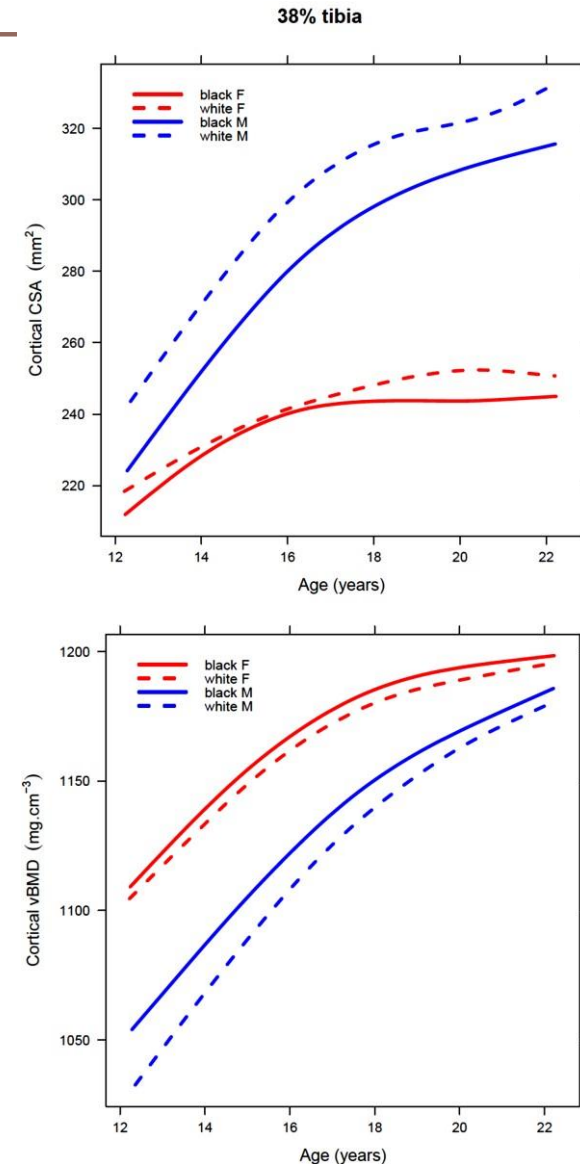 38% tibia
black F
white F
black M
white M
320
300
280
260
240
220
Cortical CSA (mm²)
12 14 16 18 20 22
Age (years)
black F
white F
black M
white M
1200
1150
1100
1050
Cortical vBMD (mg.cm⁻³)
12 14 16 18 20 22
Age (years)